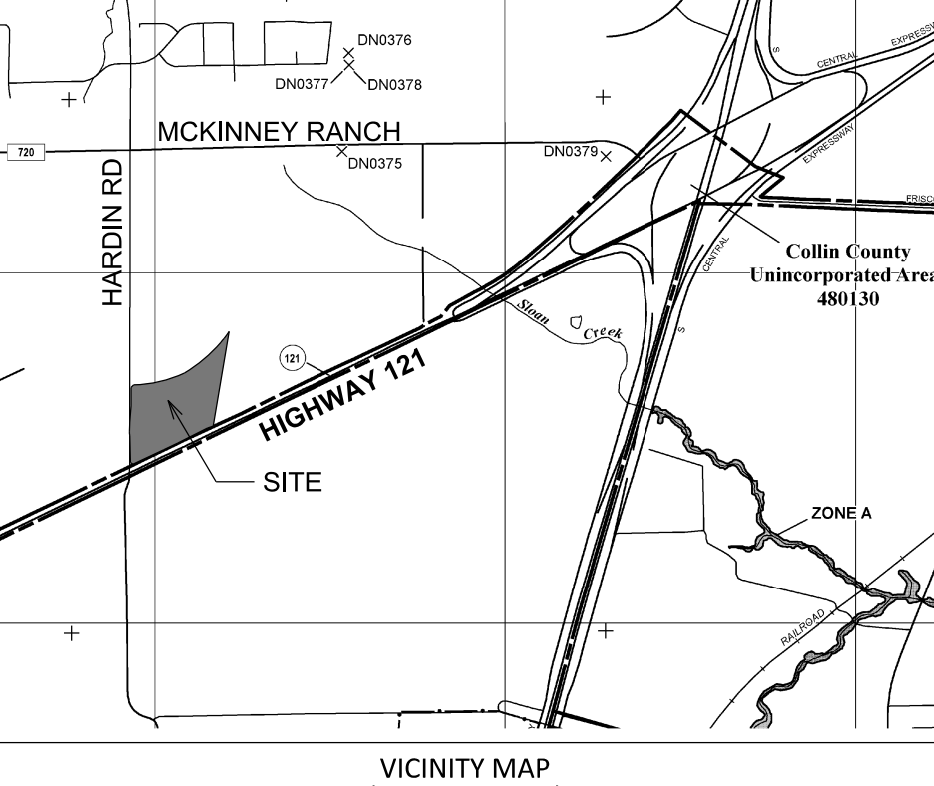 DN0376
DN0377
DN0378
MCKINNEY RANCH
720
DN0375
DN0379
HARDIN RD
S
CENTRAL
EXPRESSWAY
FRISCO
CENTRAL
S
Collin County
Unincorporated Area
480130
Sloan
Creek
121
HIGHWAY 121
SITE
ZONE A
RAILROAD
VICINITY MAP